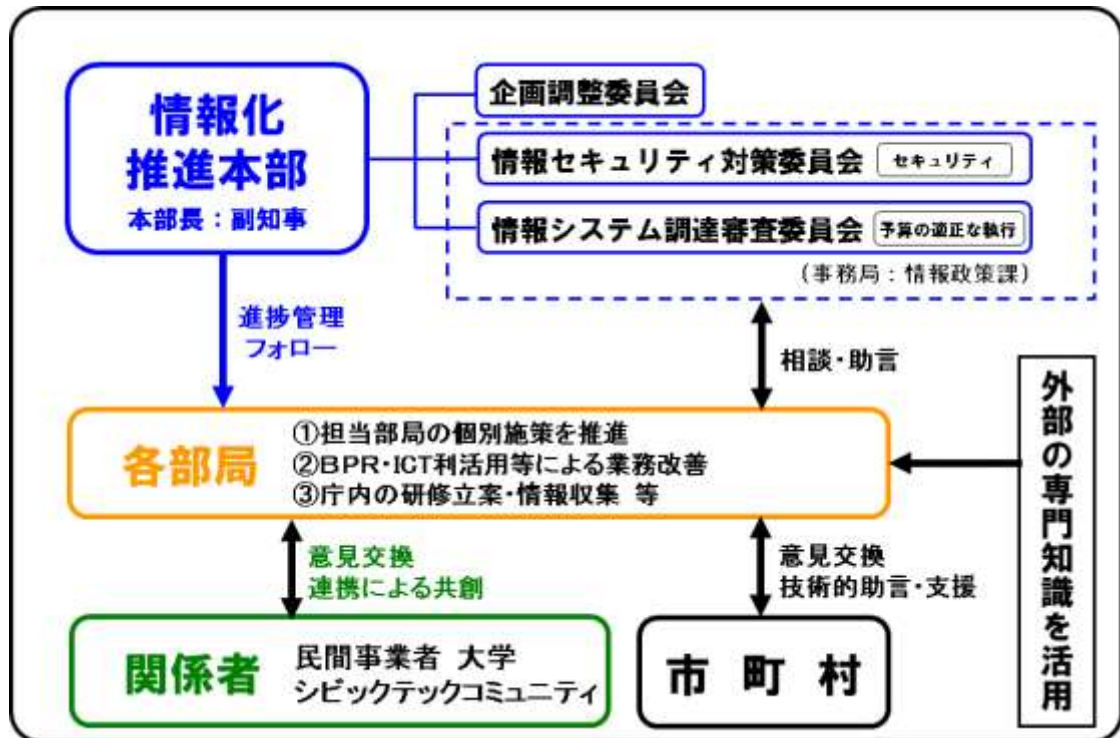 情報化
推進本部
本部長：副知事
企画調整委員会
情報セキュリティ対策委員会 セキュリティ
情報システム調達審査委員会 予算の適正な執行
（事務局：情報政策課）
進捗管理
フォロー
相談・助言
各部局
①担当部局の個別施策を推進
②BPR・ICT利活用等による業務改善
③庁内の研修立案・情報収集 等
外部の専門知識を活用
意見交換
連携による共創
意見交換
技術的助言・支援
関係者
民間事業者 大学
シビックテックコミュニティ
市 町 村